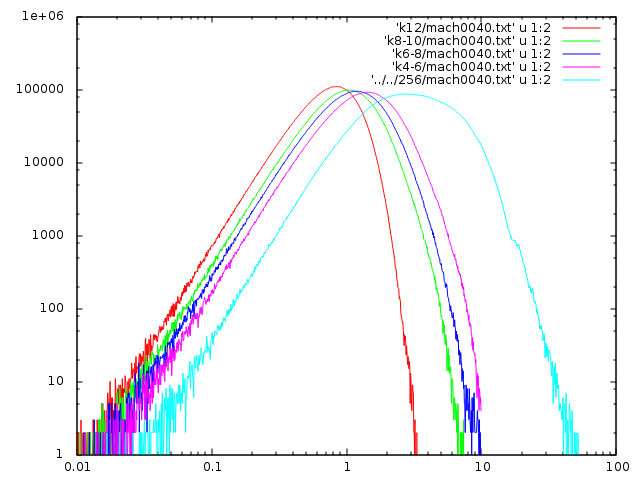 1e+06
100000
10000
1000
100
10
1
0.01
0.1
1
10
100
'k12/mach0040.txt' u 1:2
'k8-10/mach0040.txt' u 1:2
'k6-8/mach0040.txt' u 1:2
'k4-6/mach0040.txt' u 1:2
'../../256/mach0040.txt' u 1:2